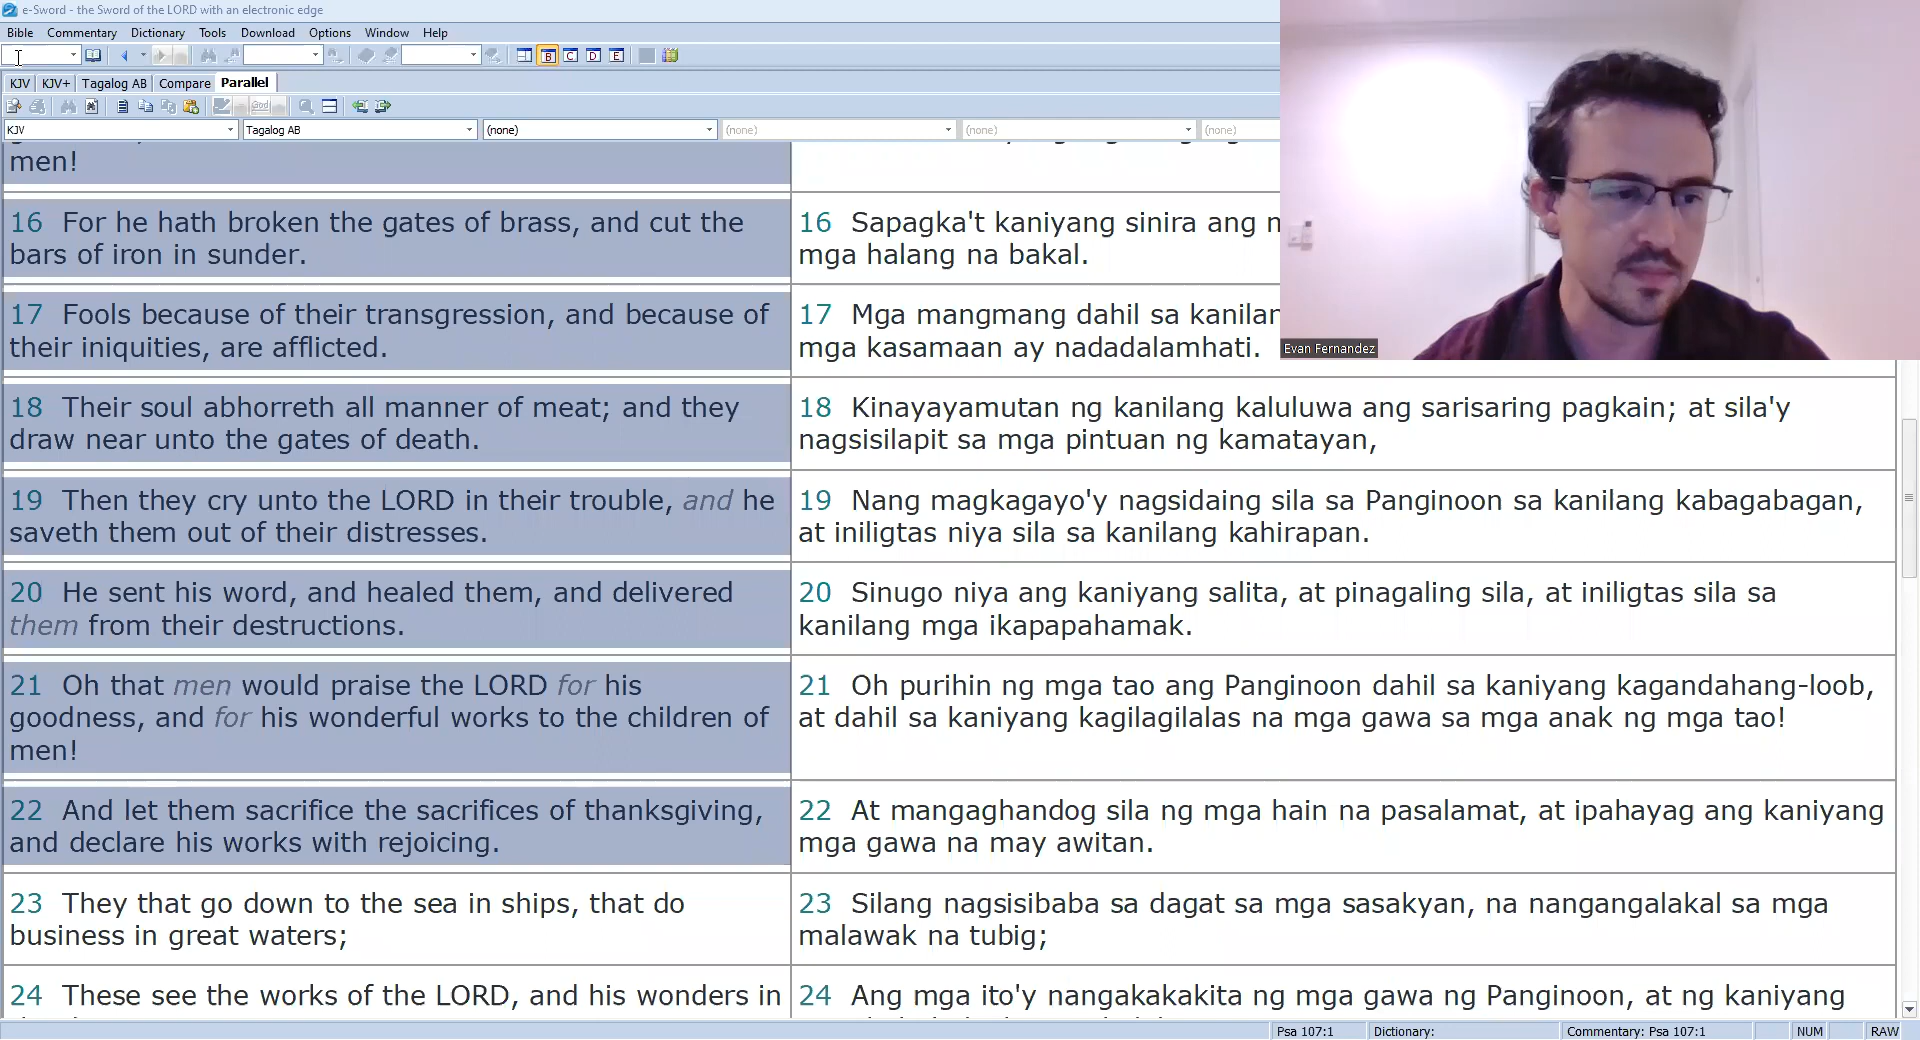 e-Sword - the Sword of the LORD with an electronic edge
Bible Commentary Dictionary Tools Download Options Window Help
KJV KJV+ Tagalog AB Compare Parallel
KJV Tagalog AB (none) (none) (none) (none)
men!
16 For he hath broken the gates of brass, and cut the
bars of iron in sunder.
17 Fools because of their transgression, and because of
their iniquities, are afflicted.
18 Their soul abhorreth all manner of meat; and they
draw near unto the gates of death.
19 Then they cry unto the LORD in their trouble, and he
saveth them out of their distresses.
20 He sent his word, and healed them, and delivered
them from their destructions.
21 Oh that men would praise the LORD for his
goodness, and for his wonderful works to the children of
men!
22 And let them sacrifice the sacrifices of thanksgiving,
and declare his works with rejoicing.
23 They that go down to the sea in ships, that do
business in great waters;
24 These see the works of the LORD, and his wonders in
16 Sapagka't kaniyang sinira ang
mga halang na bakal.
17 Mga mangmang dahil sa
mga kasamaan ay nadadalamhati.
18 Kinayayamutan ng kanilang kaluluwa ang sarisaring pagkain; at sila'y
nagsisilapit sa mga pintuan ng kamatayan,
19 Nang magkagayo'y nagsidaing sila sa Panginoon sa kanilang kabagabagan,
at iniligtas niya sila sa kanilang kahirapan.
20 Sinugo niya ang kaniyang salita, at pinagaling sila, at iniligtas sila sa
kanilang mga ikapapahamak.
21 Oh purihin ng mga tao ang Panginoon dahil sa kaniyang kagandahang-loob,
at dahil sa kaniyang kagilagilalas na mga gawa sa mga anak ng mga tao!
22 At mangaghandog sila ng mga hain na pasalamat, at ipahayag ang kaniyang
mga gawa na may awitan.
23 Silang nagsisibaba sa dagat sa mga sasakyan, na nangangalakal sa mga
malawak na tubig;
24 Ang mga ito'y nangakakakita ng mga gawa ng Panginoon, at ng kaniyang
Evan Fernandez
Psa 107:1 Dictionary: Commentary: Psa 107:1 NUM RAW